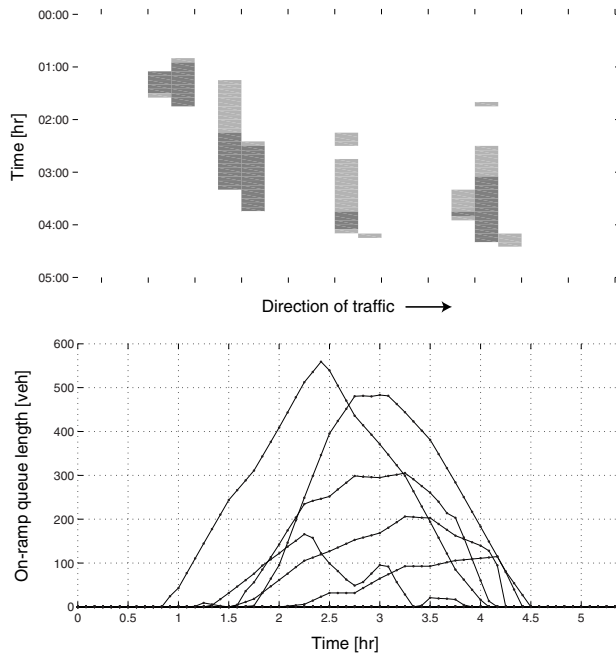 00:00
01:00
02:00
03:00
04:00
05:00
Time [hr]
Direction of traffic
600
500
400
300
200
100
0
On-ramp queue length [veh]
0 0.5 1 1.5 2 2.5 3 3.5 4 4.5 5
Time [hr]